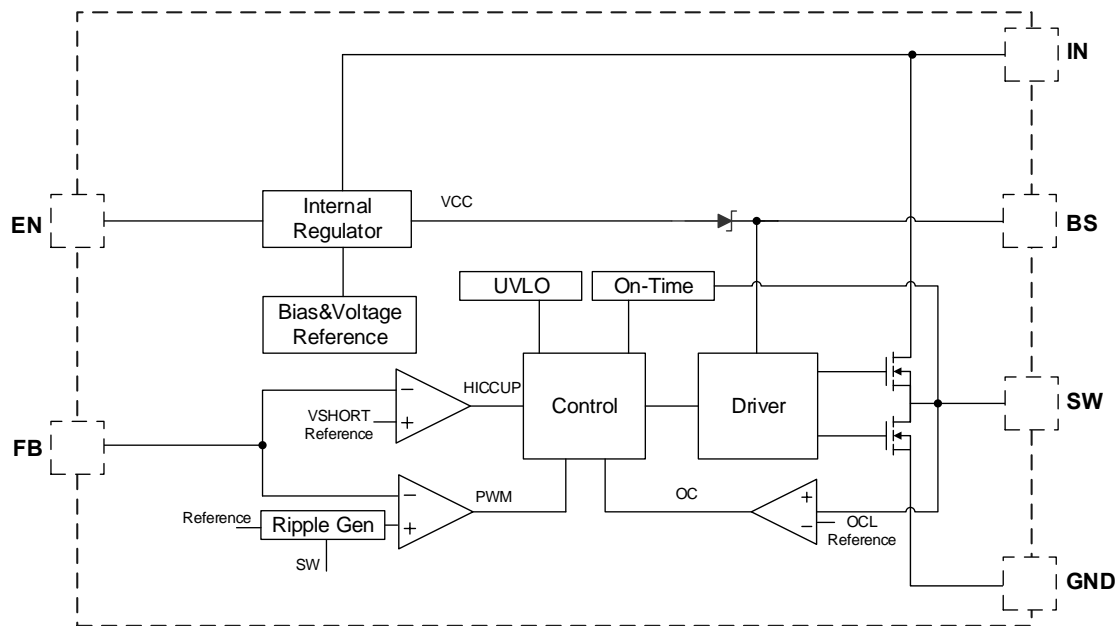 IN
Internal
Regulator
VCC
EN
BS
UVLO
On-Time
Bias&Voltage
Reference
HICCUP
−
VSHORT
+
Reference
Control
Driver
SW
FB
−
PWM
OC
+
Reference
Ripple Gen
+
−
OCL
Reference
SW
GND